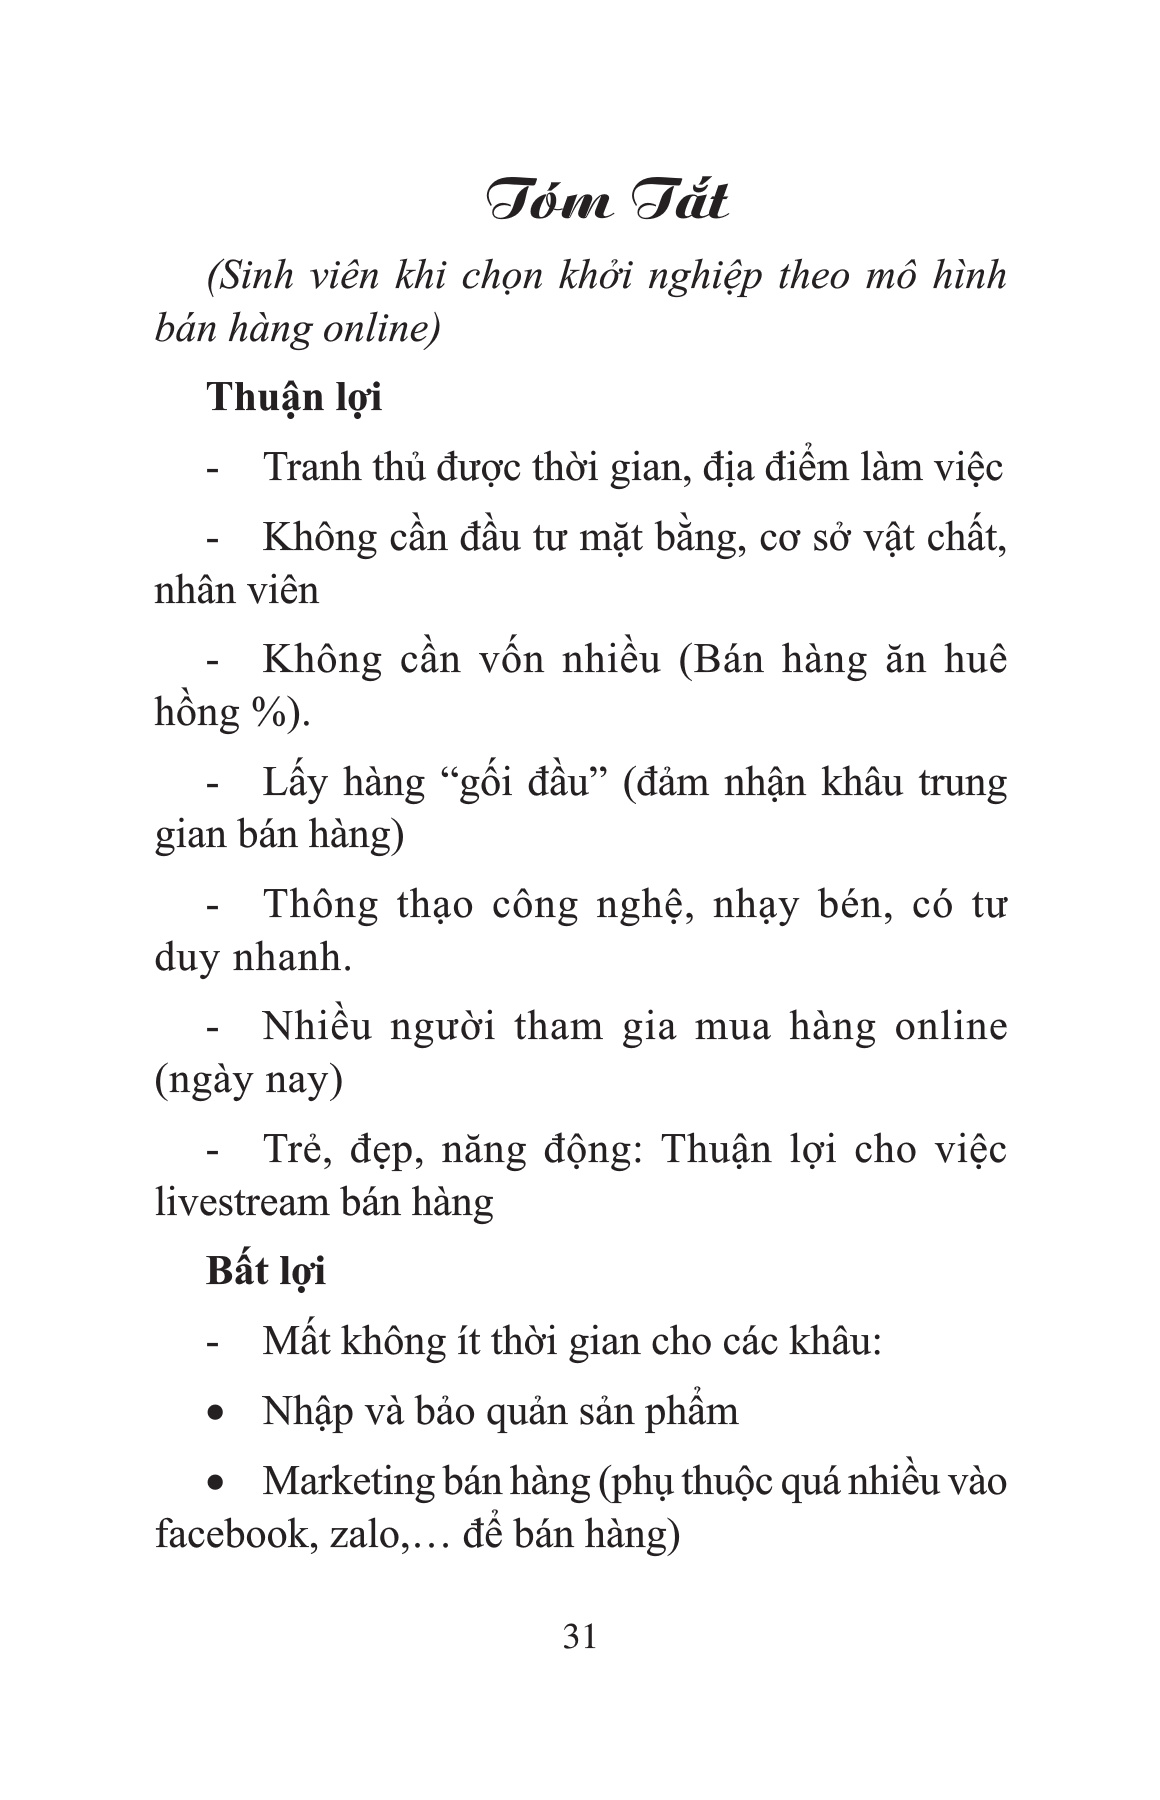 Tóm Tắt
(Sinh viên khi chọn khởi nghiệp theo mô hình
bán hàng online)
Thuận lợi
- Tranh thủ được thời gian, địa điểm làm việc
- Không cần đầu tư mặt bằng, cơ sở vật chất,
nhân viên
- Không cần vốn nhiều (Bán hàng ăn huê
hồng %).
- Lấy hàng “gối đầu” (đảm nhận khâu trung
gian bán hàng)
- Thông thạo công nghệ, nhạy bén, có tư
duy nhanh.
- Nhiều người tham gia mua hàng online
(ngày nay)
- Trẻ, đẹp, năng động: Thuận lợi cho việc
livestream bán hàng
Bất lợi
- Mất không ít thời gian cho các khâu:
• Nhập và bảo quản sản phẩm
• Marketing bán hàng (phụ thuộc quá nhiều vào
facebook, zalo,… để bán hàng)
31